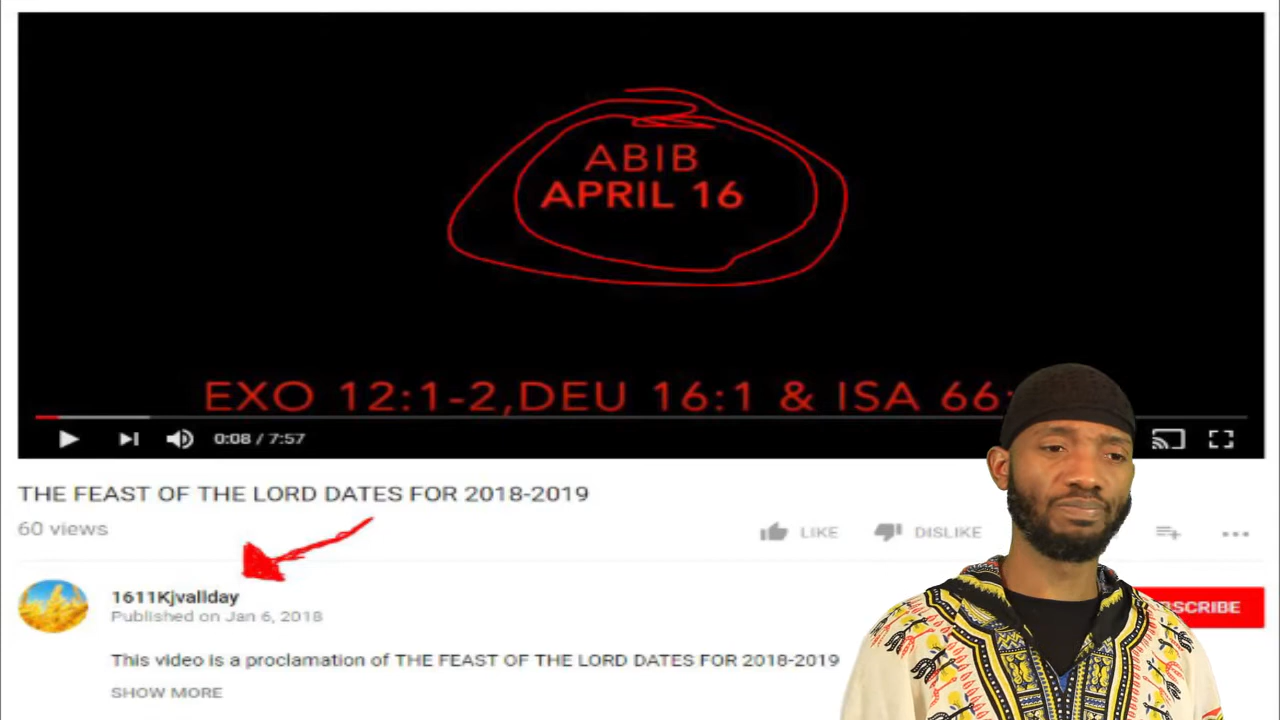 ABIB
APRIL 16
EXO 12:1-2,DEU 16:1 & ISA 66:
0:08 / 7:57
THE FEAST OF THE LORD DATES FOR 2018-2019
60 views
LIKE
DISLIKE
1611Kjvallday
Published on Jan 6, 2018
This video is a proclamation of THE FEAST OF THE LORD DATES FOR 2018-2019
SHOW MORE